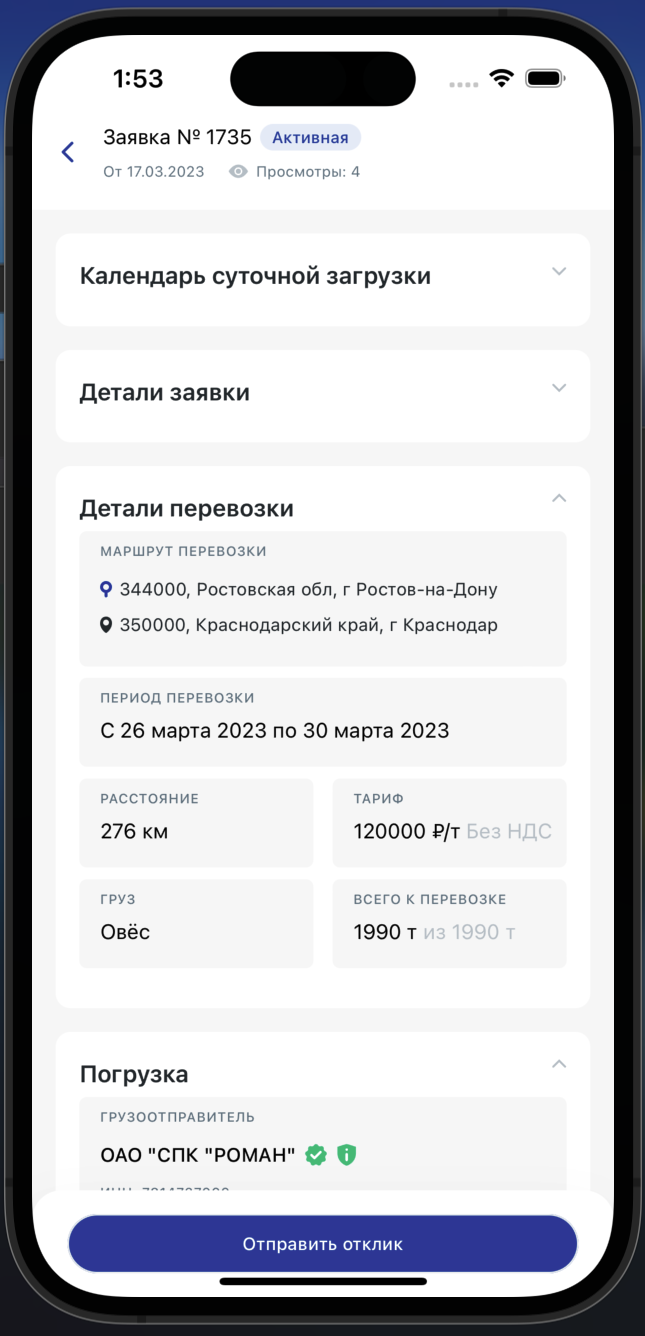 1:53
Заявка № 1735 Активная
От 17.03.2023 Просмотры: 4
Календарь суточной загрузки
Детали заявки
Детали перевозки
МАРШРУТ ПЕРЕВОЗКИ
344000, Ростовская обл, г Ростов-на-Дону
350000, Краснодарский край, г Краснодар
ПЕРИОД ПЕРЕВОЗКИ
С 26 марта 2023 по 30 марта 2023
РАССТОЯНИЕ
276 км
ТАРИФ
120000 ₽/т Без НДС
ГРУЗ
Овёс
ВСЕГО К ПЕРЕВОЗКЕ
1990 т из 1990 т
Погрузка
ГРУЗООТПРАВИТЕЛЬ
ОАО "СПК "РОМАН"
Отправить отклик